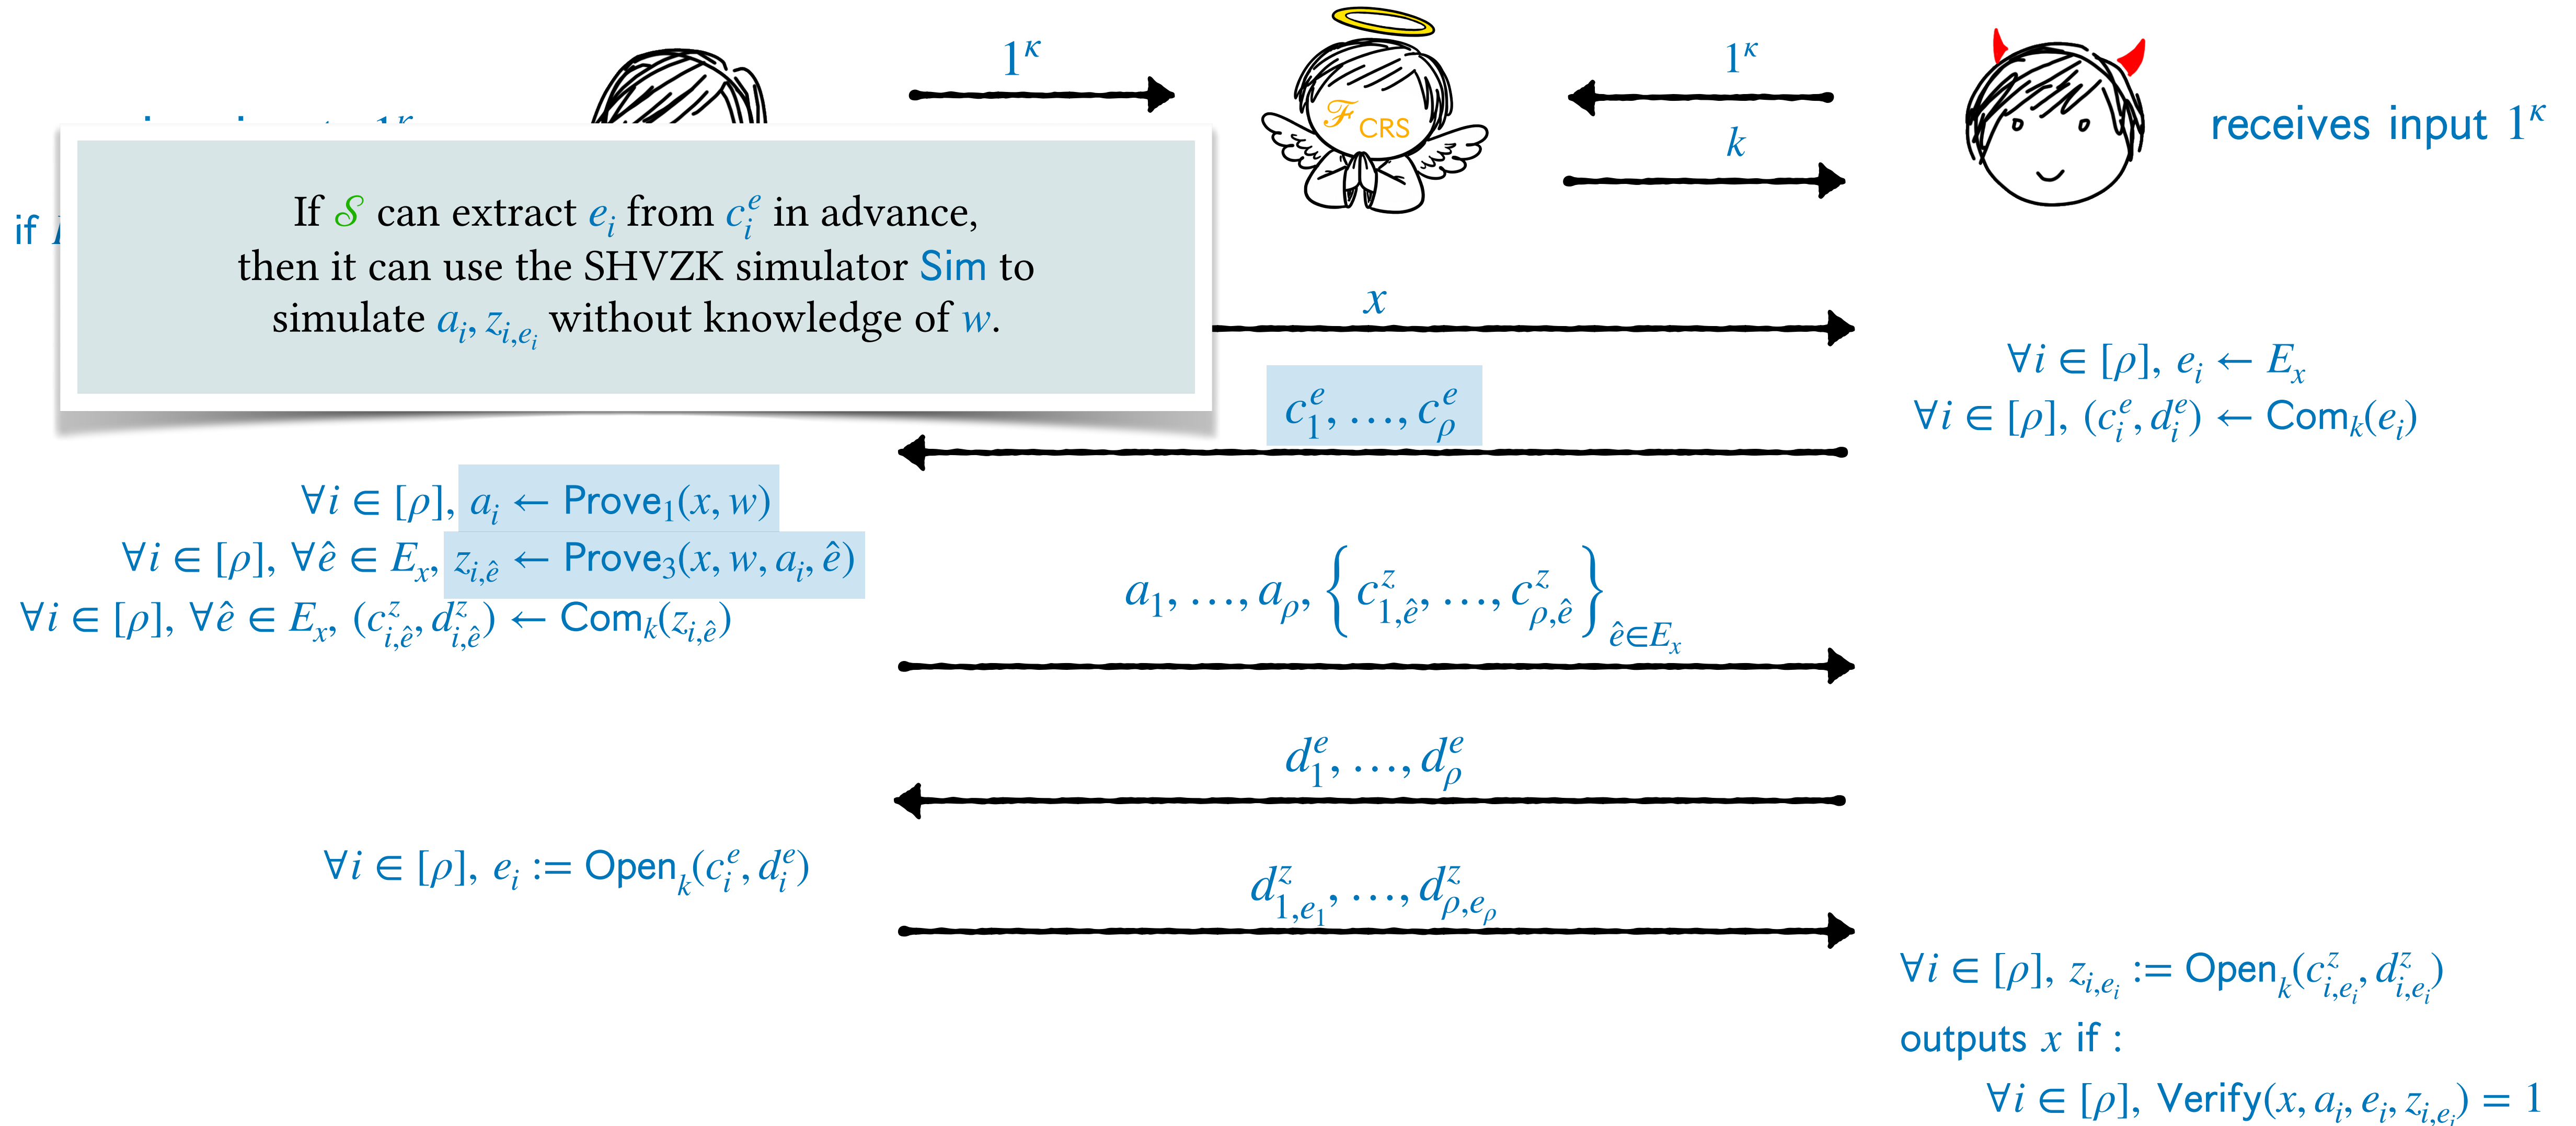 1^κ
1^κ
ℱ_CRS
k
receives input 1^κ
1^κ
if
If 𝒮 can extract e_i from c_i^e in advance,
then it can use the SHVZK simulator Sim to
simulate a_i, z_{i,e_i} without knowledge of w.
x
∀i ∈ [ρ], e_i ← E_x
c_1^e, …, c_ρ^e
∀i ∈ [ρ], (c_i^e, d_i^e) ← Com_k(e_i)
∀i ∈ [ρ], a_i ← Prove_1(x, w)
∀i ∈ [ρ], ∀ê ∈ E_x, z_{i,ê} ← Prove_3(x, w, a_i, ê)
∀i ∈ [ρ], ∀ê ∈ E_x, (c_{i,ê}^z, d_{i,ê}^z) ← Com_k(z_{i,ê})
a_1, …, a_ρ, {c_{1,ê}^z, …, c_{ρ,ê}^z}_{ê∈E_x}
d_1^e, …, d_ρ^e
∀i ∈ [ρ], e_i := Open_k(c_i^e, d_i^e)
d_{1,e_1}^z, …, d_{ρ,e_ρ}^z
∀i ∈ [ρ], z_{i,e_i} := Open_k(c_{i,e_i}^z, d_{i,e_i}^z)
outputs x if :
∀i ∈ [ρ], Verify(x, a_i, e_i, z_{i,e_i}) = 1